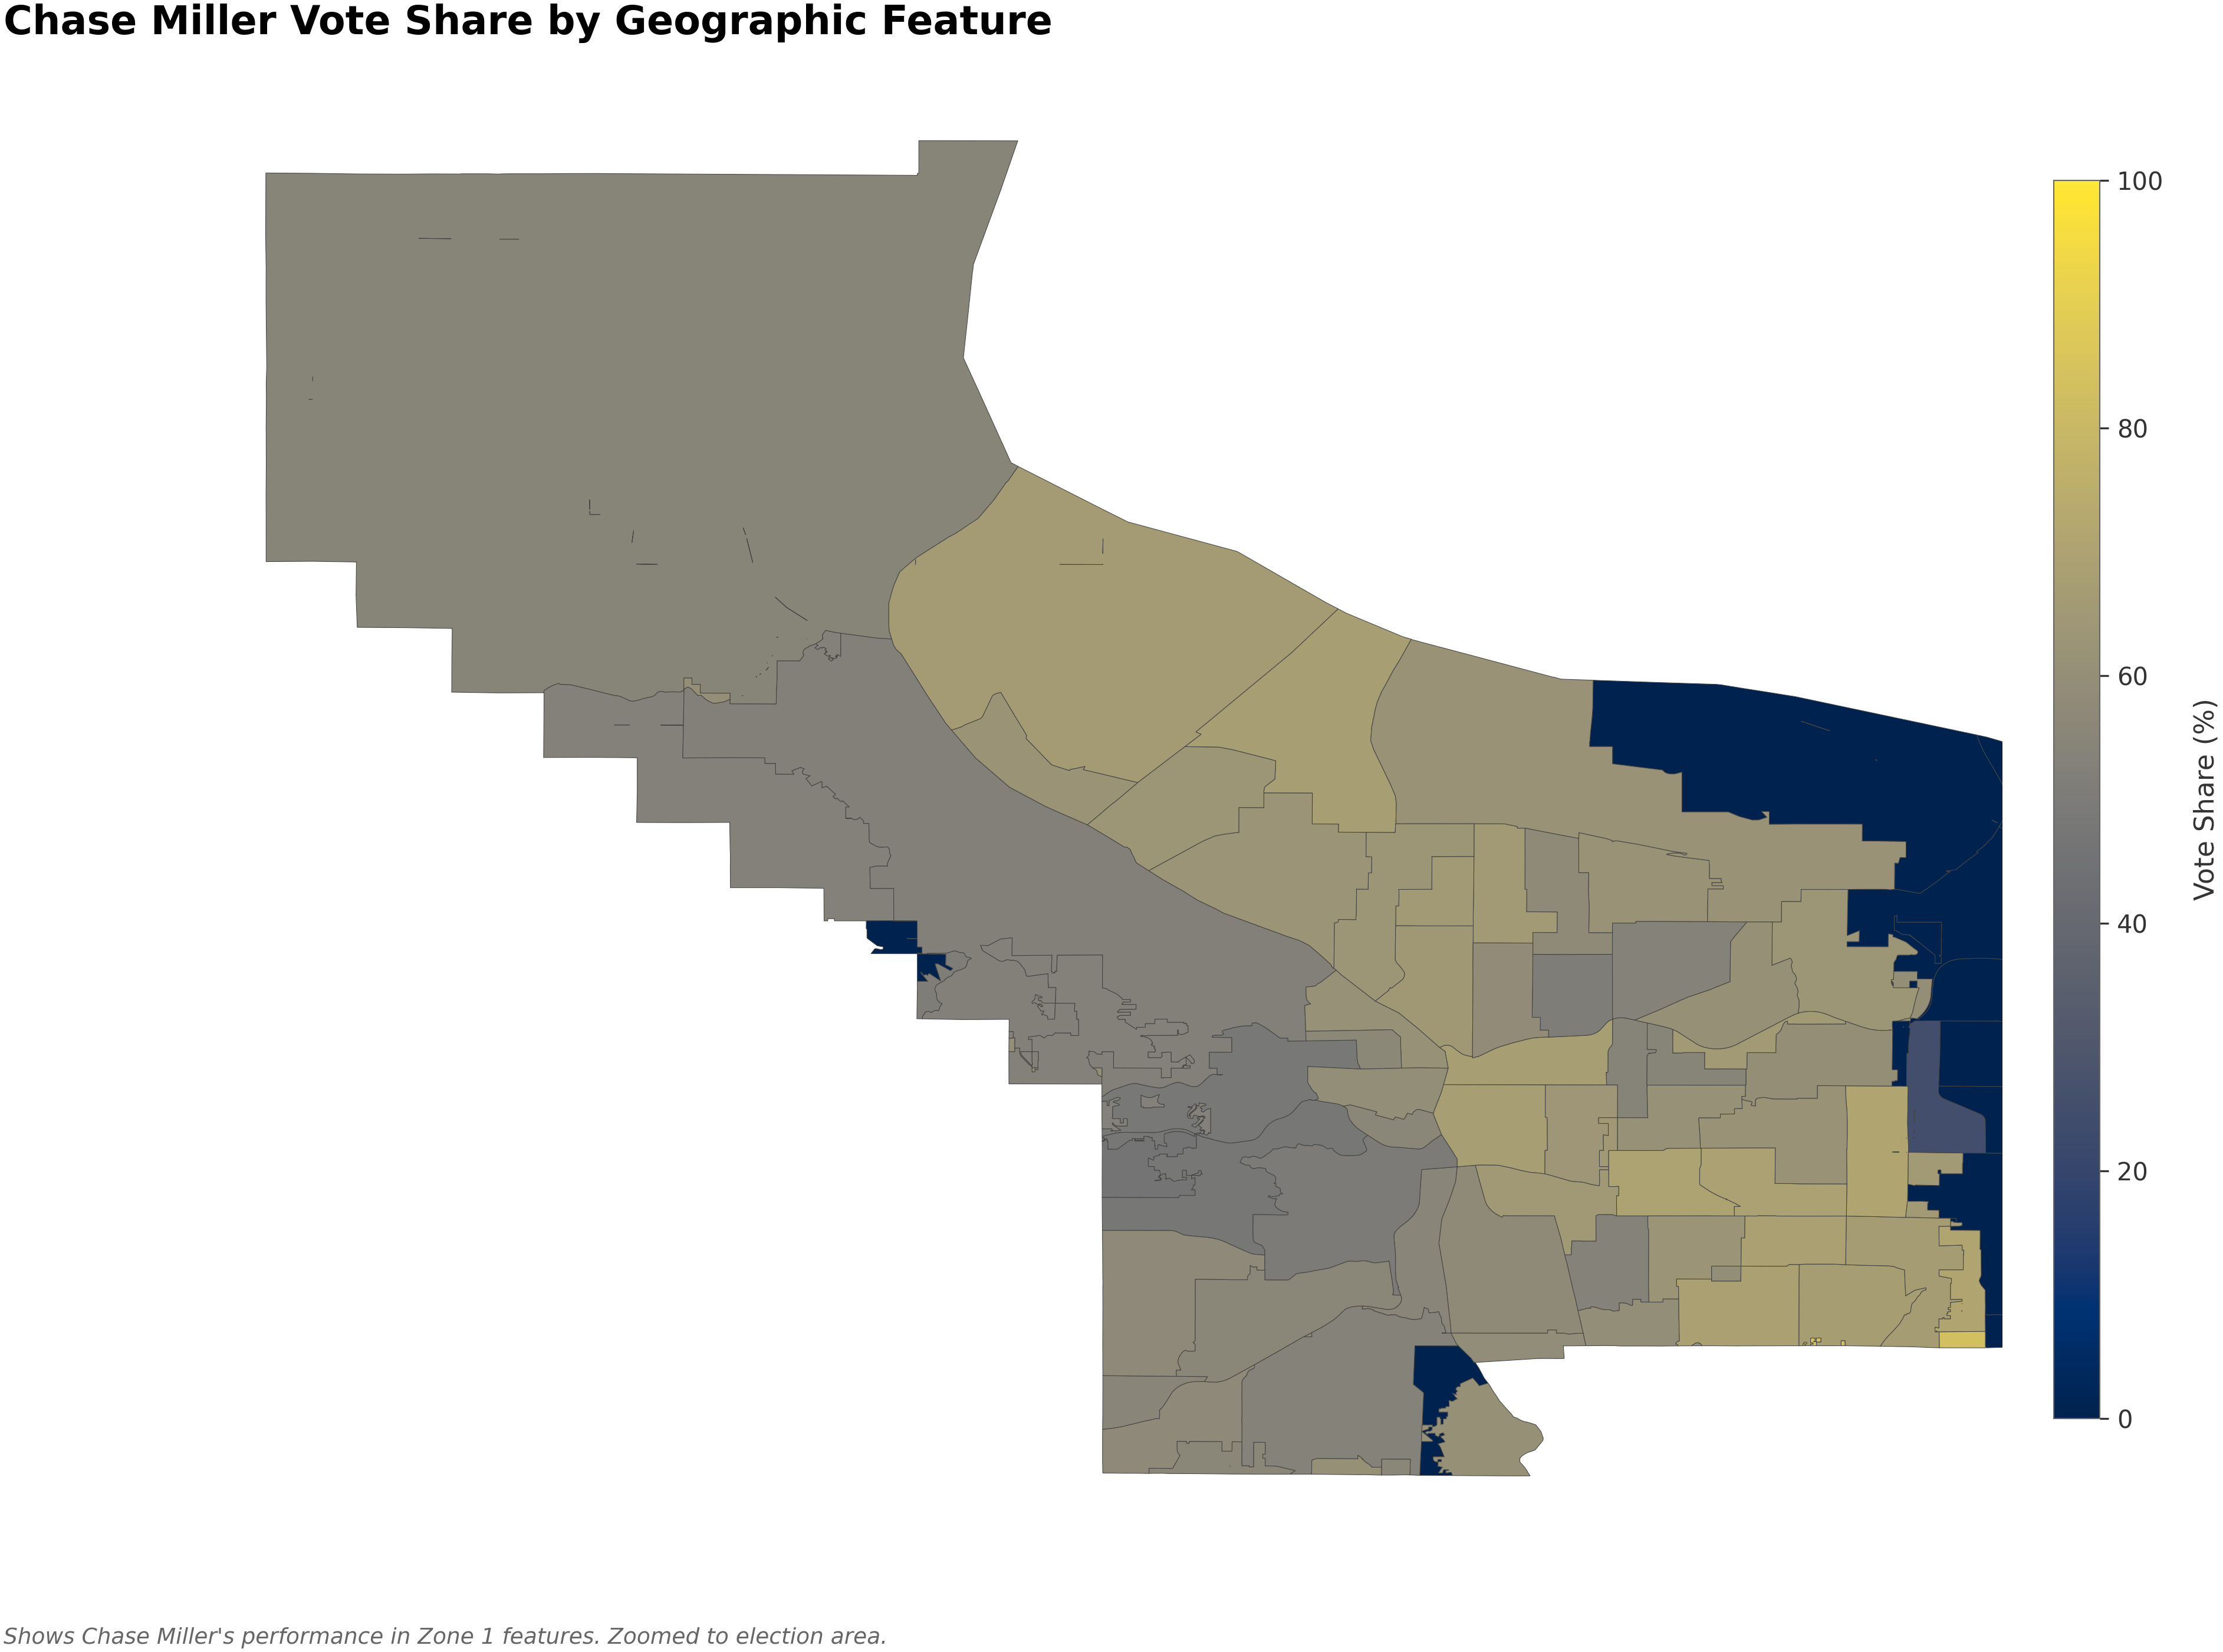 Chase Miller Vote Share by Geographic Feature
100
80
60
40
20
0
Vote Share (%)
Shows Chase Miller's performance in Zone 1 features. Zoomed to election area.